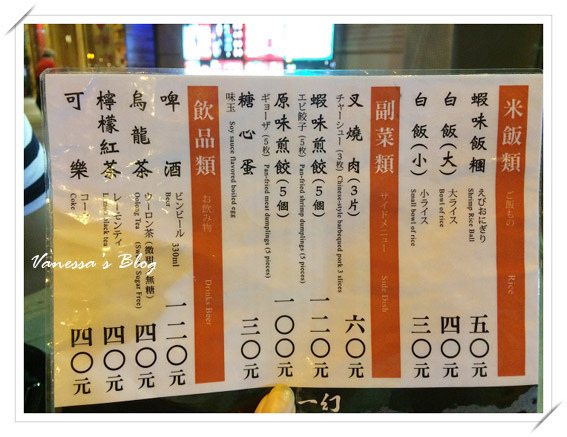 米飯類 ご飯もの Rice
蝦味飯糰 えびおにぎり Shrimp Rice Ball 五〇元
白飯(大) 大ライス Bowl of rice 四〇元
白飯(小) 小ライス Small bowl of rice 三〇元
副菜類 サイドメニュー Side Dish
叉燒肉(3片) チャーシュー(3枚) Chinese-style barbequed pork 3 slices 六〇元
蝦味煎餃(5個) エビ餃子(5枚) Pan-fried shrimp dumplings (5 pieces) 一二〇元
原味煎餃(5個) ギョーザ(5枚) Pan-fried meat dumplings (5 pieces) 一〇〇元
糖心蛋 味玉 Soy sauce flavored boiled egg 三〇元
飲品類 お飲み物 Drinks Beer
啤酒 ビンビール 330ml Beer 一二〇元
烏龍茶 ウーロン茶(微甜 無糖) Oolong Tea Sugar Free) 四〇元
檸檬紅茶 レーモンティ black tea 四〇元
可樂 コーラ Coke 四〇元
Vanessa's Blog
一幻